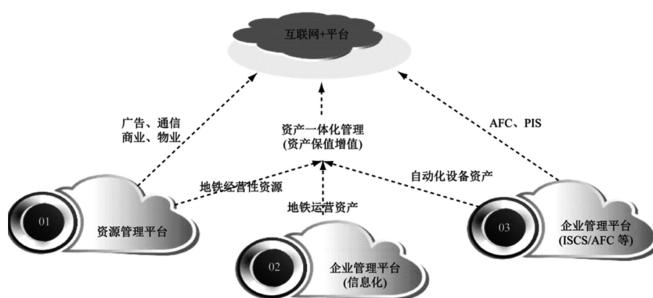 互联网+平台
广告、通信
商业、物业
资产一体化管理
(资产保值增值)
AFC、PIS
地铁经营性资源
自动化设备资产
地铁运营资产
01
资源管理平台
02
企业管理平台
(信息化)
03
企业管理平台
(ISCS/AFC 等)